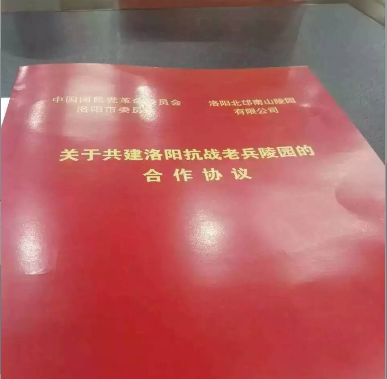 中国国民党革命委员会
洛阳市委员会
洛阳北邙南山陵园
有限公司
关于共建洛阳抗战老兵陵园的
合作协议